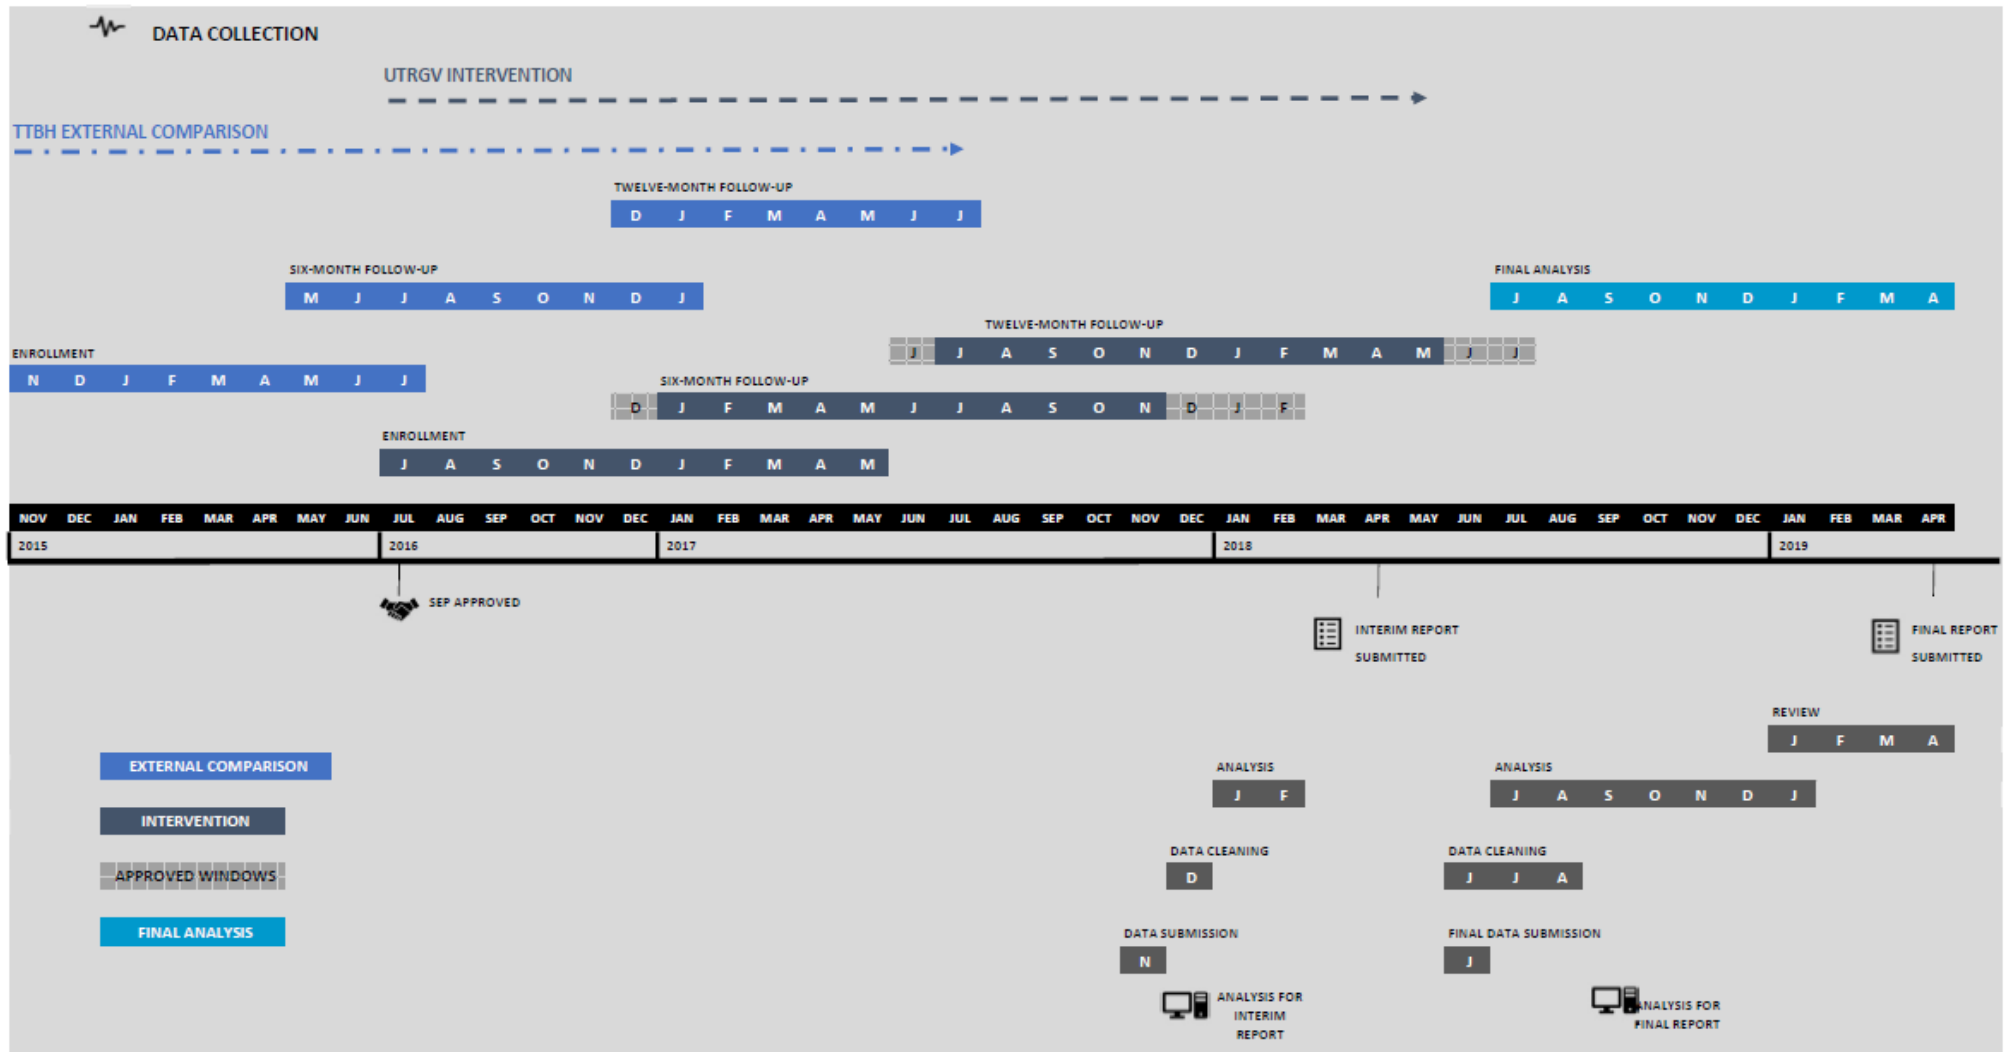 DATA COLLECTION
UTRGV INTERVENTION
TTBH EXTERNAL COMPARISON
TWELVE-MONTH FOLLOW-UP
D J F M A M J J
SIX-MONTH FOLLOW-UP
M J J A S O N D J
FINAL ANALYSIS
J A S O N D J F M A
TWELVE-MONTH FOLLOW-UP
J J A S O N D J F M A M J J
ENROLLMENT
N D J F M A M J J
SIX-MONTH FOLLOW-UP
D J F M A M J J A S O N D J F
ENROLLMENT
J A S O N D J F M A M
NOV DEC JAN FEB MAR APR MAY JUN JUL AUG SEP OCT NOV DEC JAN FEB MAR APR MAY JUN JUL AUG SEP OCT NOV DEC JAN FEB MAR APR MAY JUN JUL AUG SEP OCT NOV DEC JAN FEB MAR APR
2015 2016 2017 2018 2019
SEP APPROVED
INTERIM REPORT
SUBMITTED
FINAL REPORT
SUBMITTED
REVIEW
J F M A
EXTERNAL COMPARISON
INTERVENTION
APPROVED WINDOWS
FINAL ANALYSIS
ANALYSIS
J F
ANALYSIS
J A S O N D J
DATA CLEANING
D
DATA CLEANING
J J A
DATA SUBMISSION
N
FINAL DATA SUBMISSION
J
ANALYSIS FOR
INTERIM
REPORT
ANALYSIS FOR
FINAL REPORT